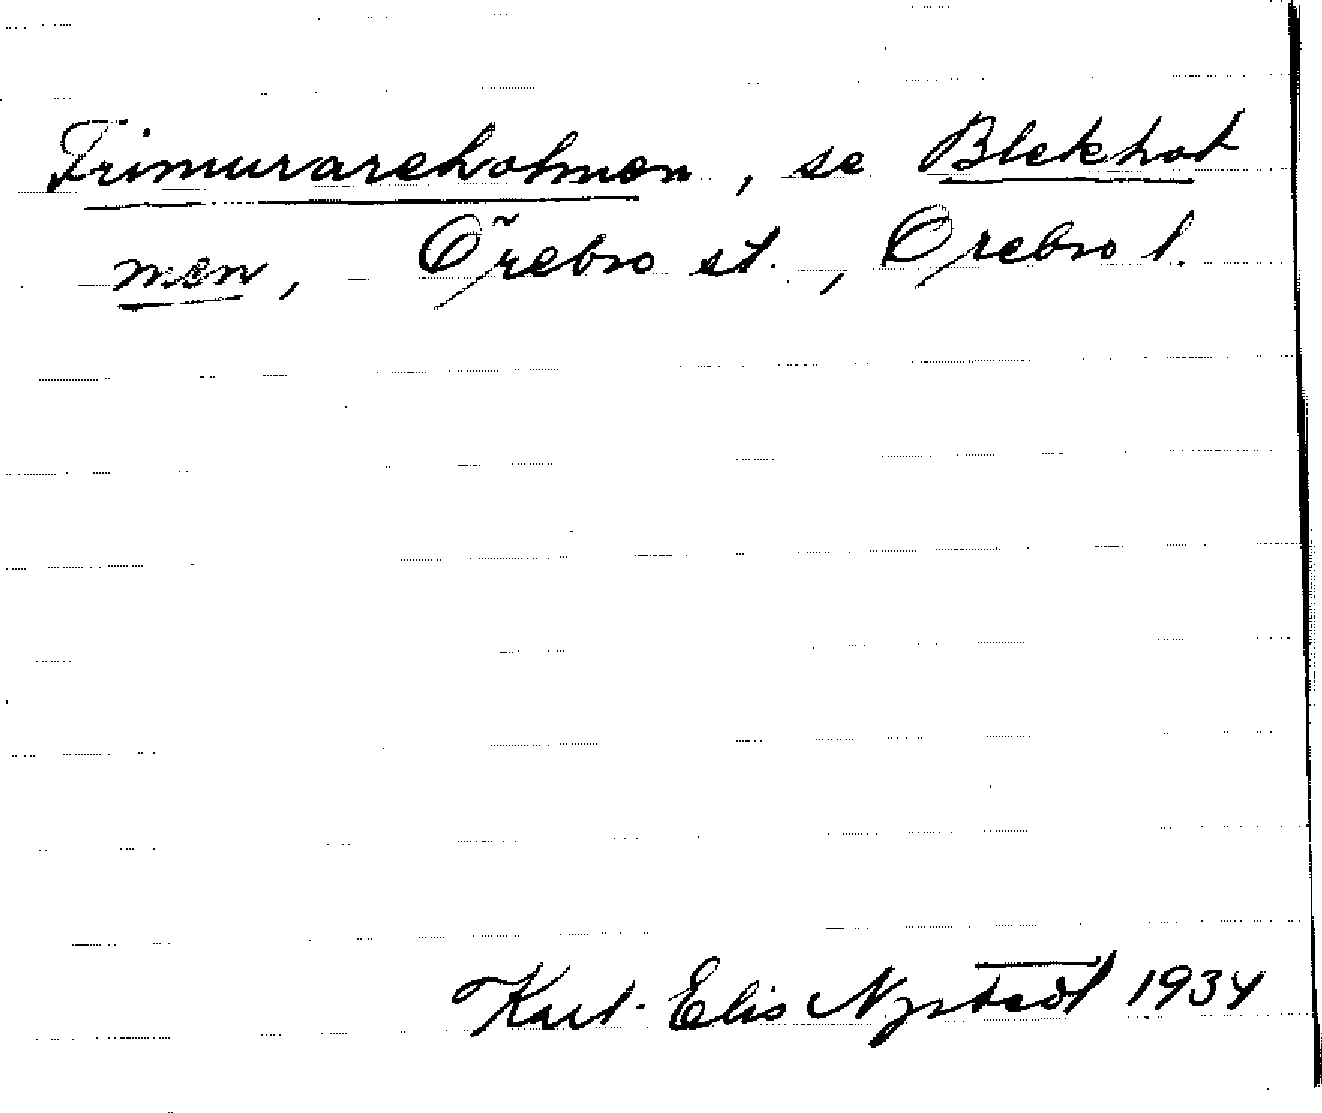 Frimurareholmen, se Blekhol
men, Örebro st., Örebro l.
Karl-Elis Nystedt 1934